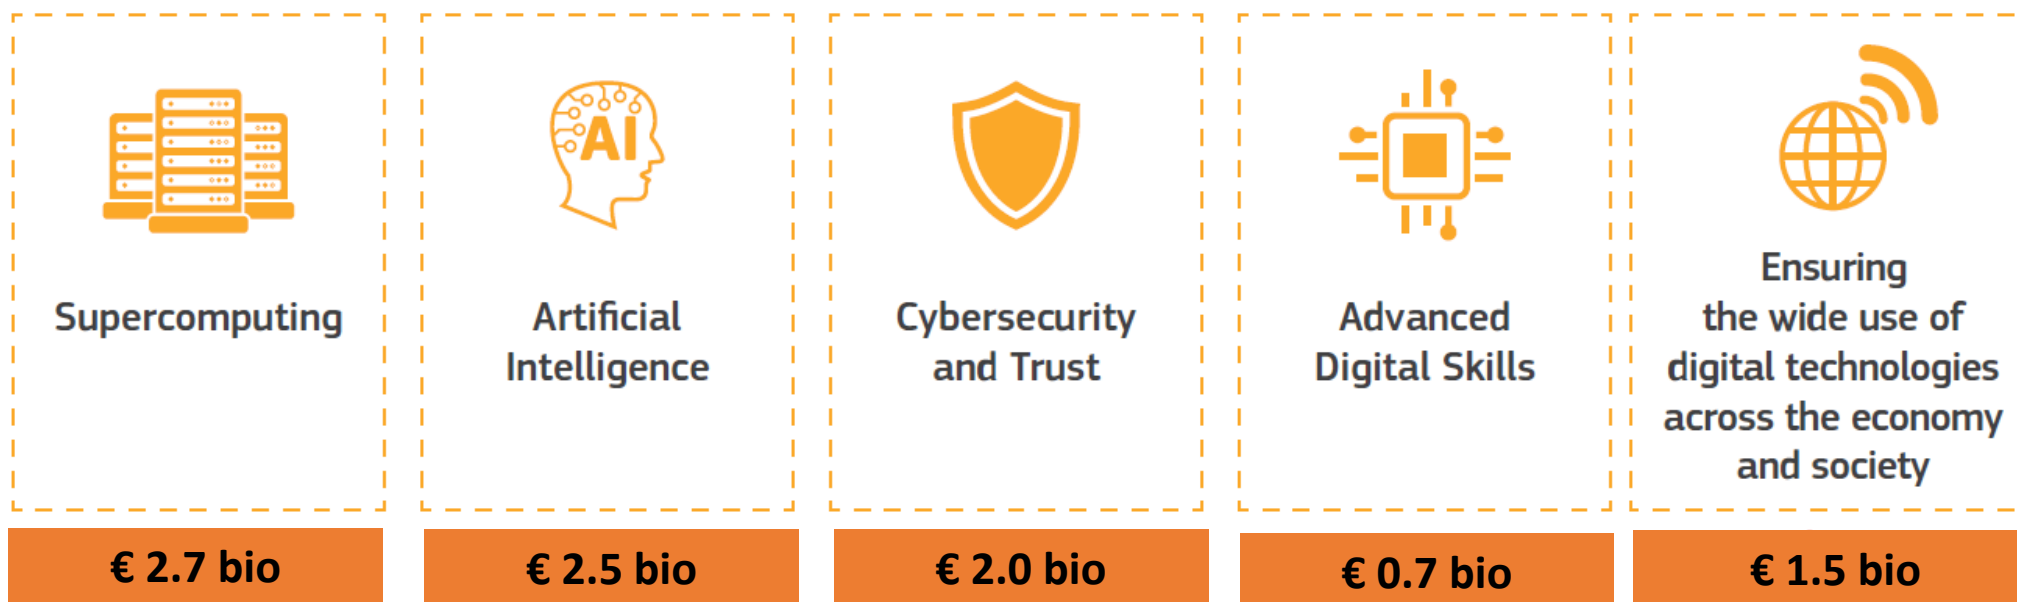 AI
Supercomputing
€ 2.7 bio
Artificial
Intelligence
€ 2.5 bio
Cybersecurity
and Trust
€ 2.0 bio
Advanced
Digital Skills
€ 0.7 bio
Ensuring
the wide use of
digital technologies
across the economy
and society
€ 1.5 bio